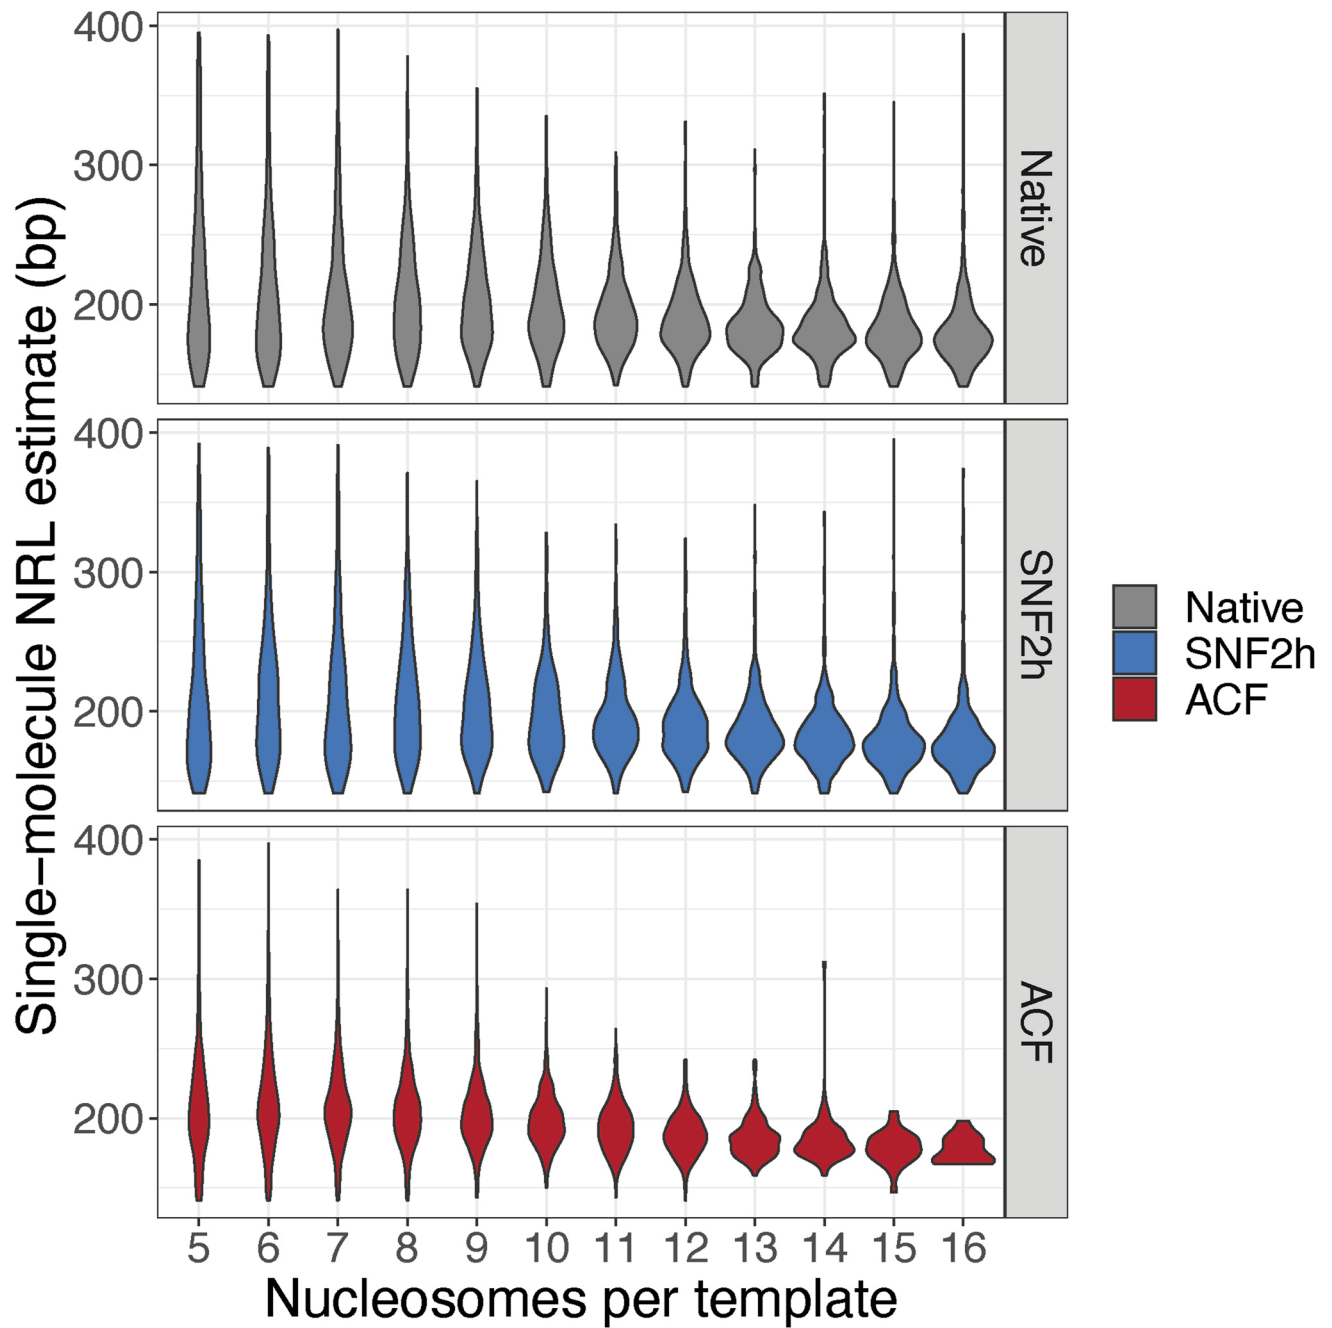 Single−molecule NRL estimate (bp)
400
300
200
Native
400
300
200
SNF2h
400
300
200
ACF
5 6 7 8 9 10 11 12 13 14 15 16
Nucleosomes per template
Native
SNF2h
ACF